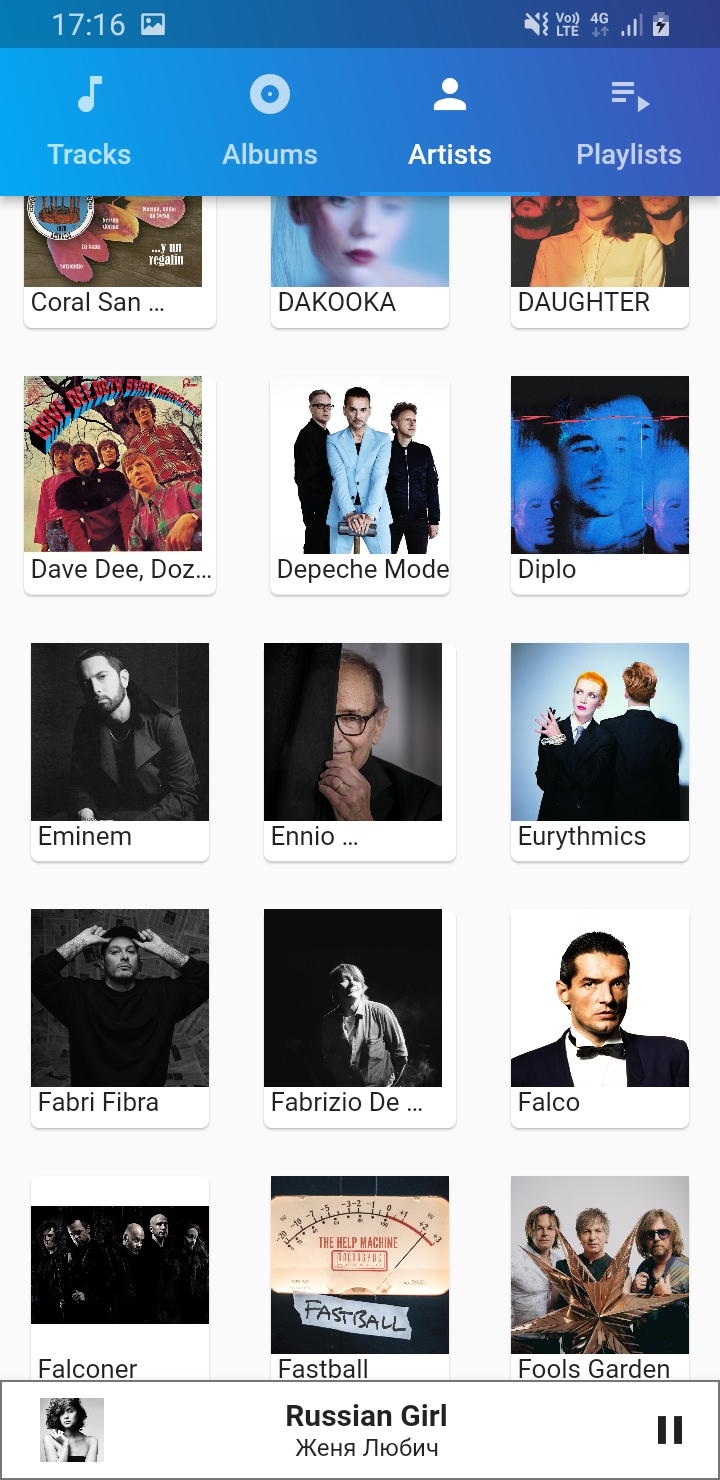 17:16
Vo))
LTE
4G
Tracks
Albums
Artists
Playlists
...y un
regalín
Coral San …
DAKOOKA
DAUGHTER
Dave Dee, Doz…
Depeche Mode
Diplo
Eminem
Ennio …
Eurythmics
Fabri Fibra
Fabrizio De …
Falco
THE HELP MACHINE
FASTBALL
Falconer
Fastball
Fools Garden
Russian Girl
Женя Любич